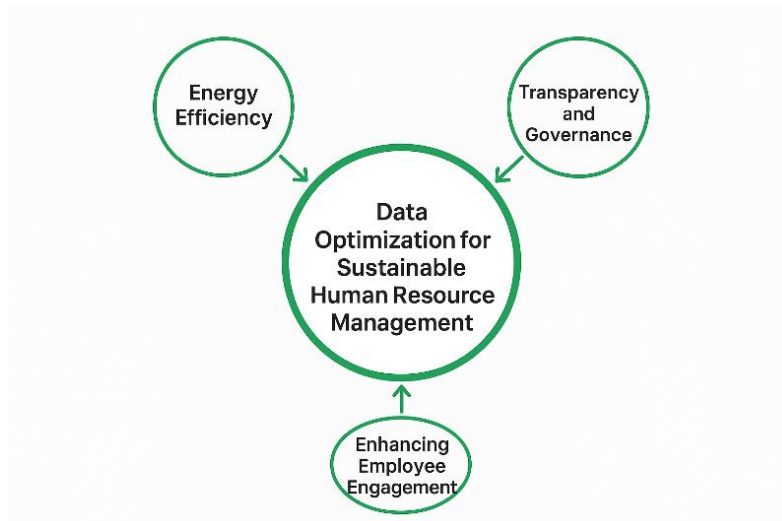 Energy
Efficiency
Transparency
and
Governance
Data
Optimization for
Sustainable
Human Resource
Management
Enhancing
Employee
Engagement